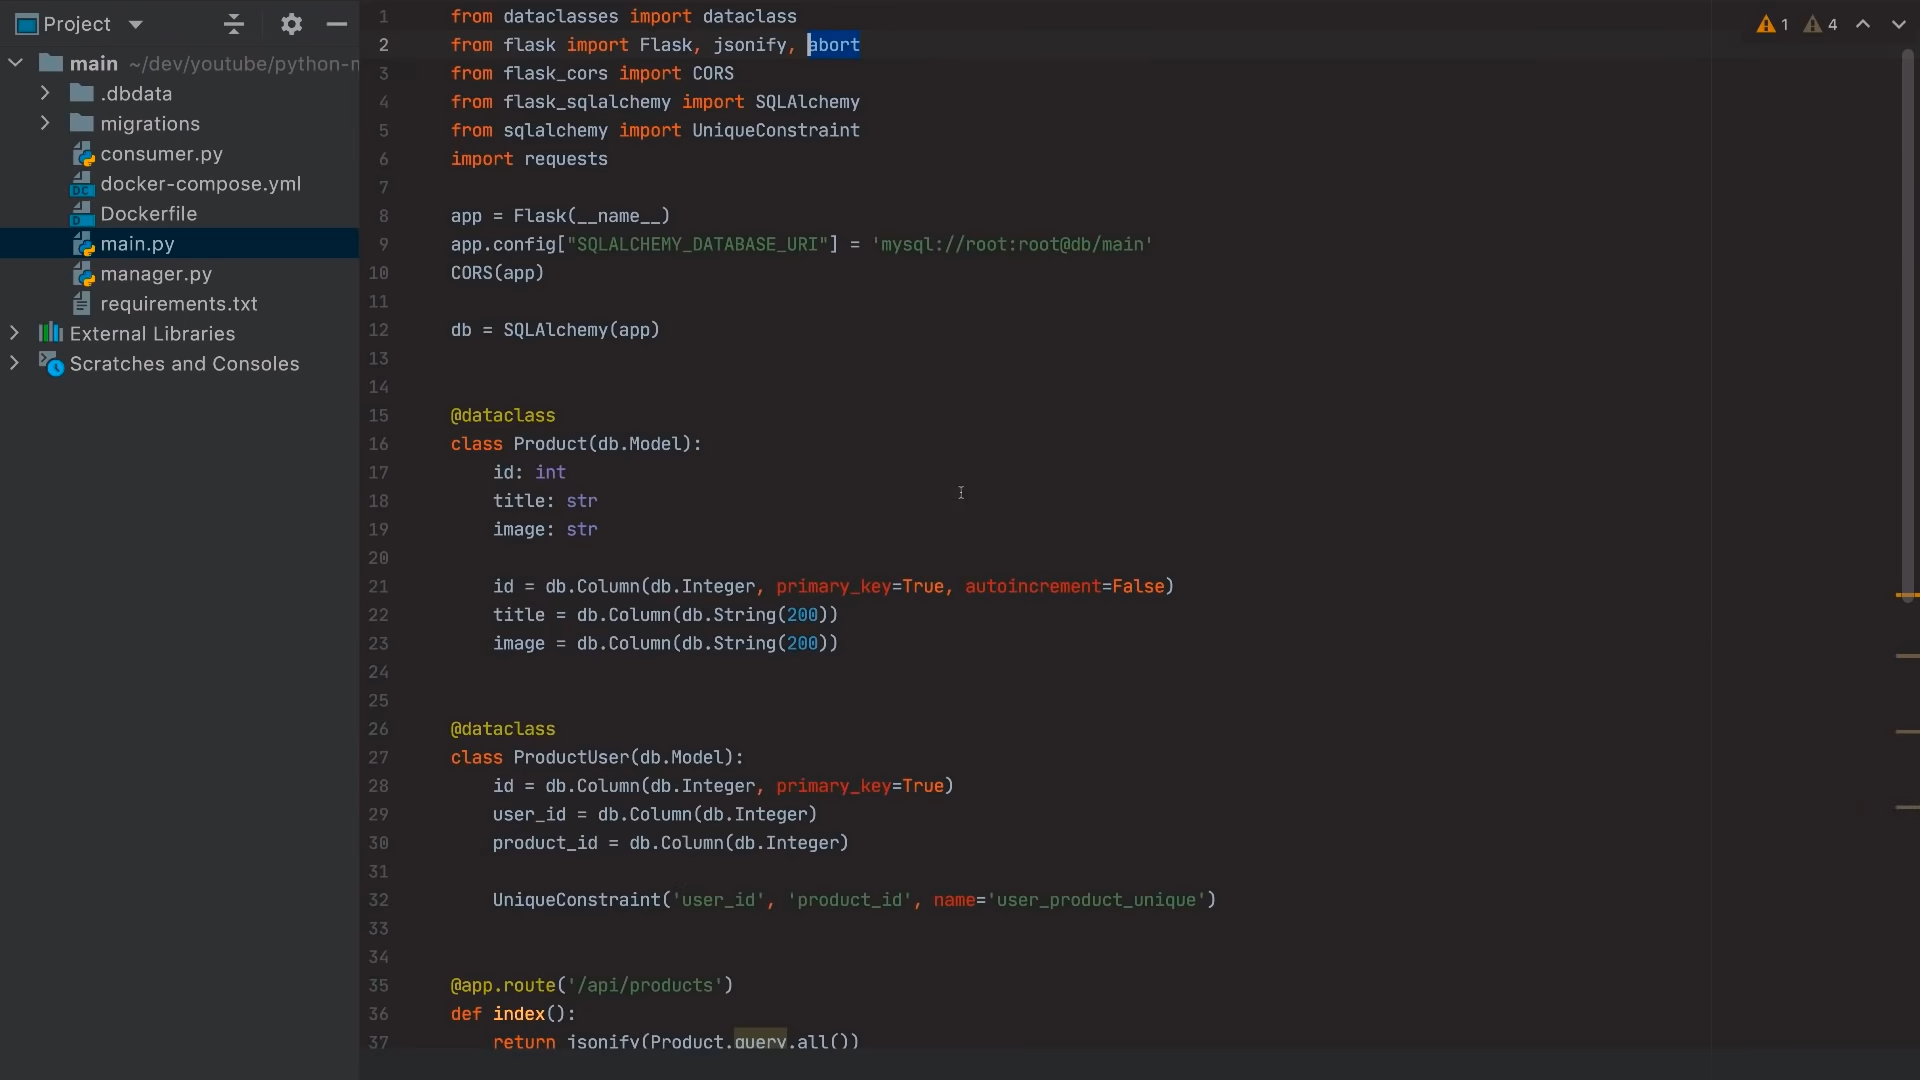 Project
main ~/dev/youtube/python-m
.dbdata
migrations
consumer.py
docker-compose.yml
Dockerfile
main.py
manager.py
requirements.txt
External Libraries
Scratches and Consoles
1 4
1 from dataclasses import dataclass
2 from flask import Flask, jsonify, abort
3 from flask_cors import CORS
4 from flask_sqlalchemy import SQLAlchemy
5 from sqlalchemy import UniqueConstraint
6 import requests
7
8 app = Flask(__name__)
9 app.config["SQLALCHEMY_DATABASE_URI"] = 'mysql://root:root@db/main'
10 CORS(app)
11
12 db = SQLAlchemy(app)
13
14
15 @dataclass
16 class Product(db.Model):
17 id: int
18 title: str
19 image: str
20
21 id = db.Column(db.Integer, primary_key=True, autoincrement=False)
22 title = db.Column(db.String(200))
23 image = db.Column(db.String(200))
24
25
26 @dataclass
27 class ProductUser(db.Model):
28 id = db.Column(db.Integer, primary_key=True)
29 user_id = db.Column(db.Integer)
30 product_id = db.Column(db.Integer)
31
32 UniqueConstraint('user_id', 'product_id', name='user_product_unique')
33
34
35 @app.route('/api/products')
36 def index():
37 return jsonify(Product.query.all())